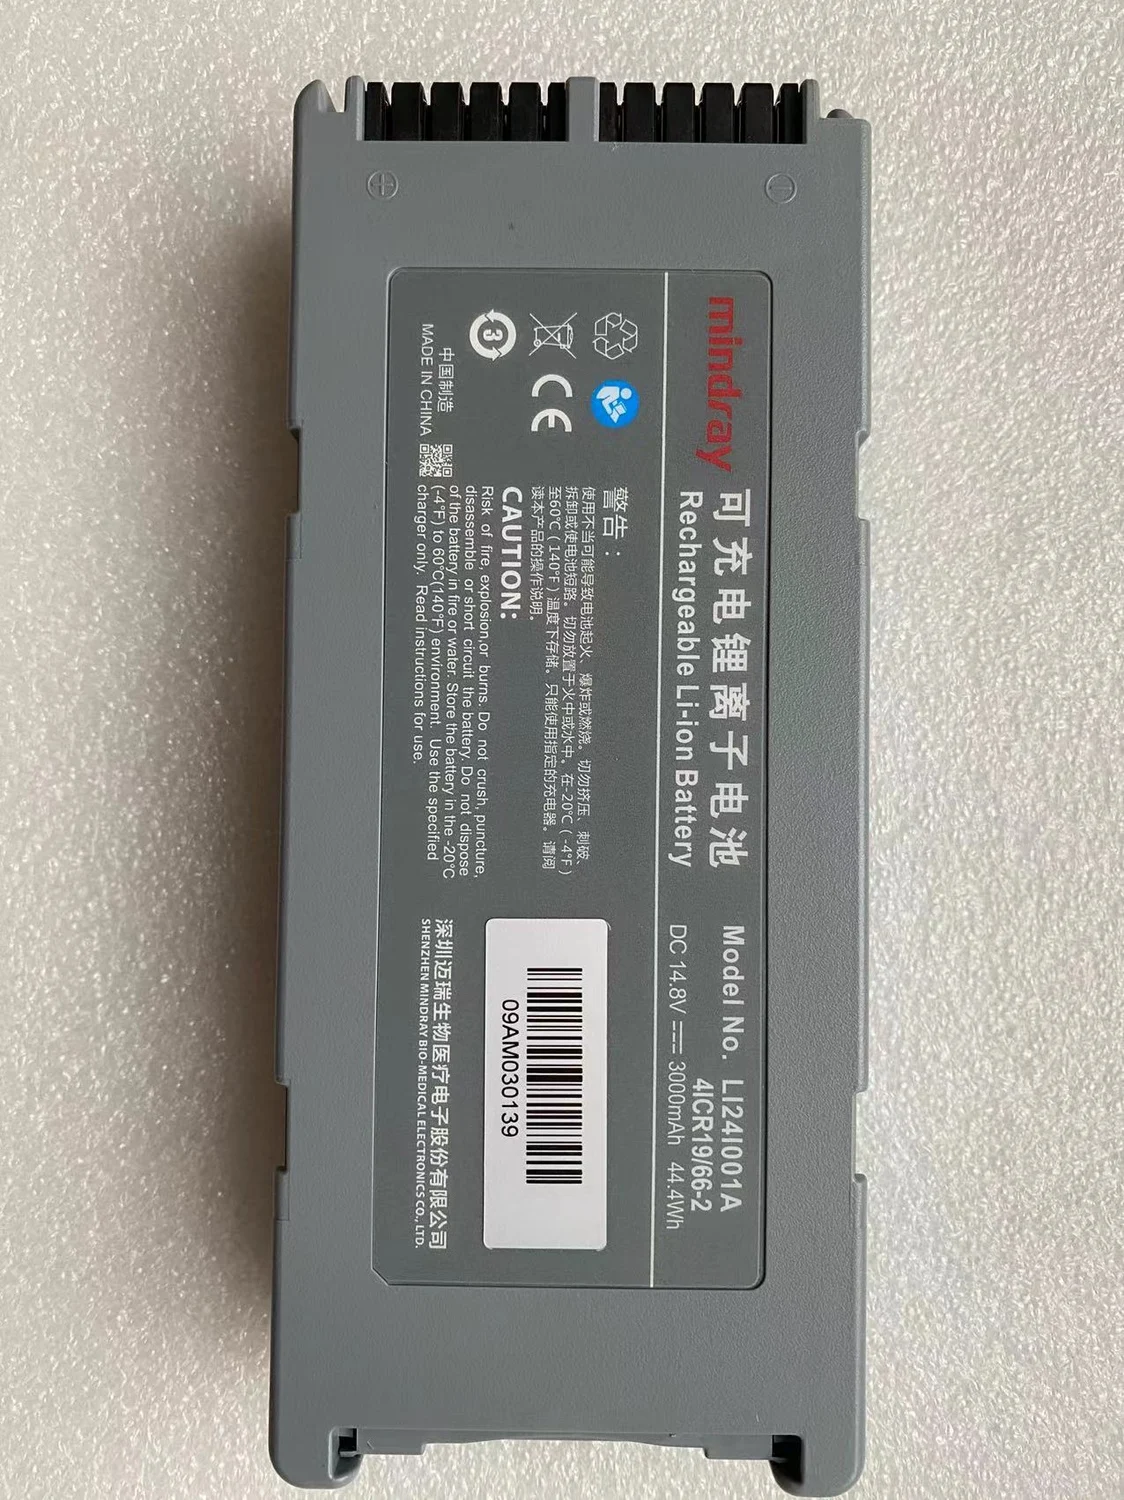 mindray
可充电锂离子电池
Rechargeable Li-ion Battery
Model No. LI24I001A
4ICR19/66-2
DC 14.8V 3000mAh 44.4Wh
3
CE
中国制造
MADE IN CHINA
警告：
使用不当可能导致电池起火、爆炸或燃烧。切勿挤压、刺破、
拆卸或使电池短路。切勿放置于火中或水中。在-20℃(-4℉)
至60℃(140℉)温度下存储。只能使用指定的充电器。请阅
读本产品的操作说明。
CAUTION:
Risk of fire, explosion,or burns. Do not crush, puncture,
disassemble or short circuit the battery. Do not dispose
of the battery in fire or water. Store the battery in the -20℃
(-4℉) to 60℃(140℉) environment. Use the specified
charger only. Read instructions for use.
09AM030139
深圳迈瑞生物医疗电子股份有限公司
SHENZHEN MINDRAY BIO-MEDICAL ELECTRONICS CO., LTD.